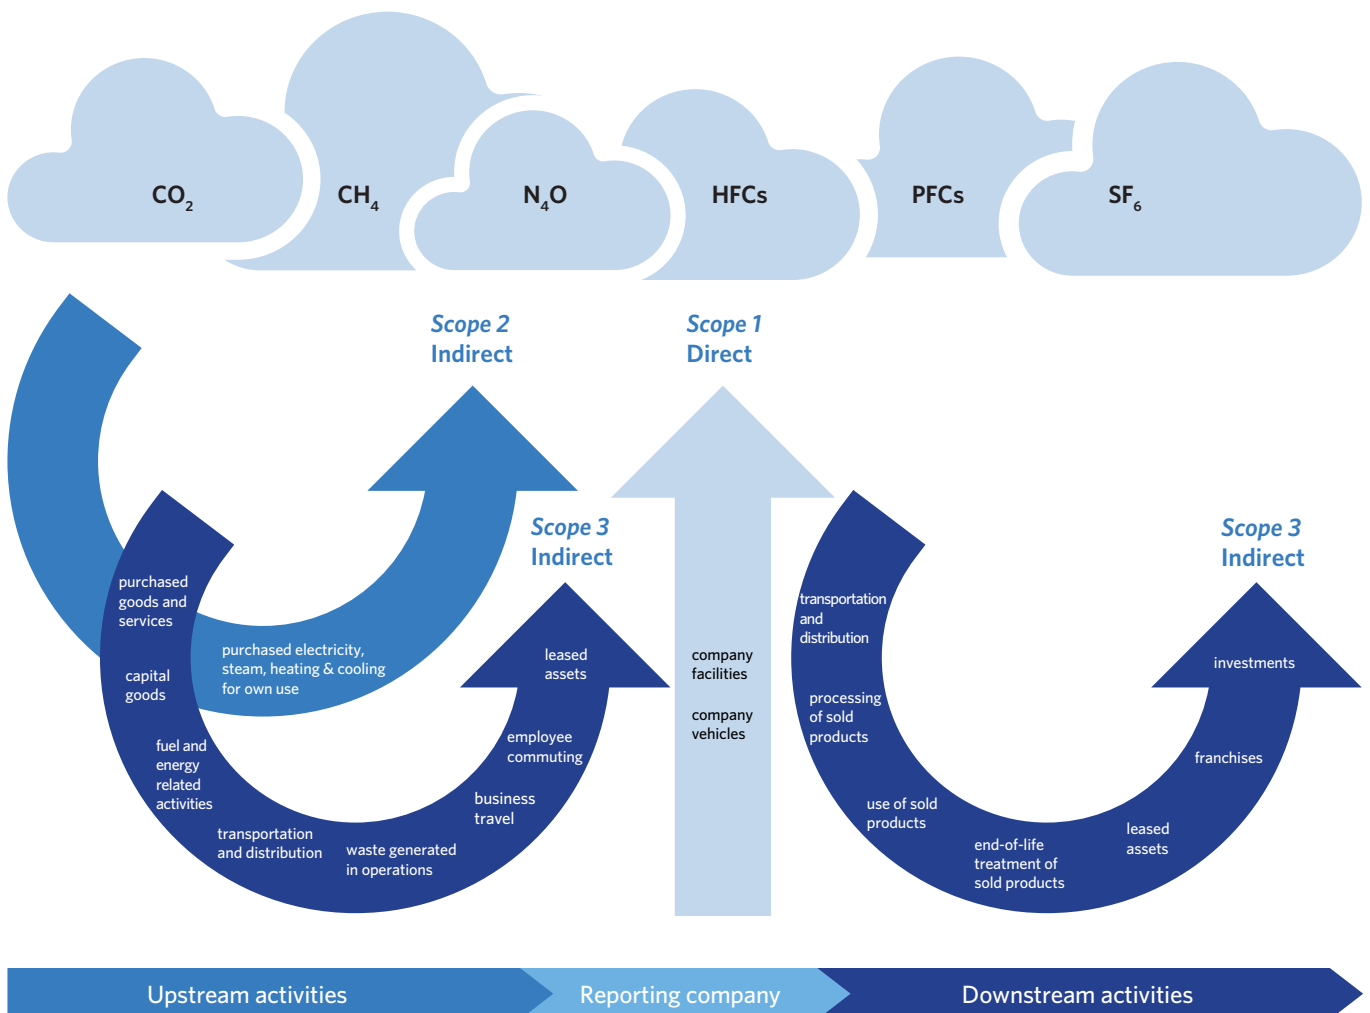 CO₂
CH₄
N₄O
HFCs
PFCs
SF₆
Scope 2
Indirect
Scope 1
Direct
Scope 3
Indirect
Scope 3
Indirect
purchased
goods and
services
capital
goods
fuel and
energy
related
activities
transportation
and distribution
waste generated
in operations
business
travel
employee
commuting
leased
assets
purchased electricity,
steam, heating & cooling
for own use
company
facilities
company
vehicles
transportation
and
distribution
processing
of sold
products
use of sold
products
end-of-life
treatment of
sold products
leased
assets
franchises
investments
Upstream activities
Reporting company
Downstream activities